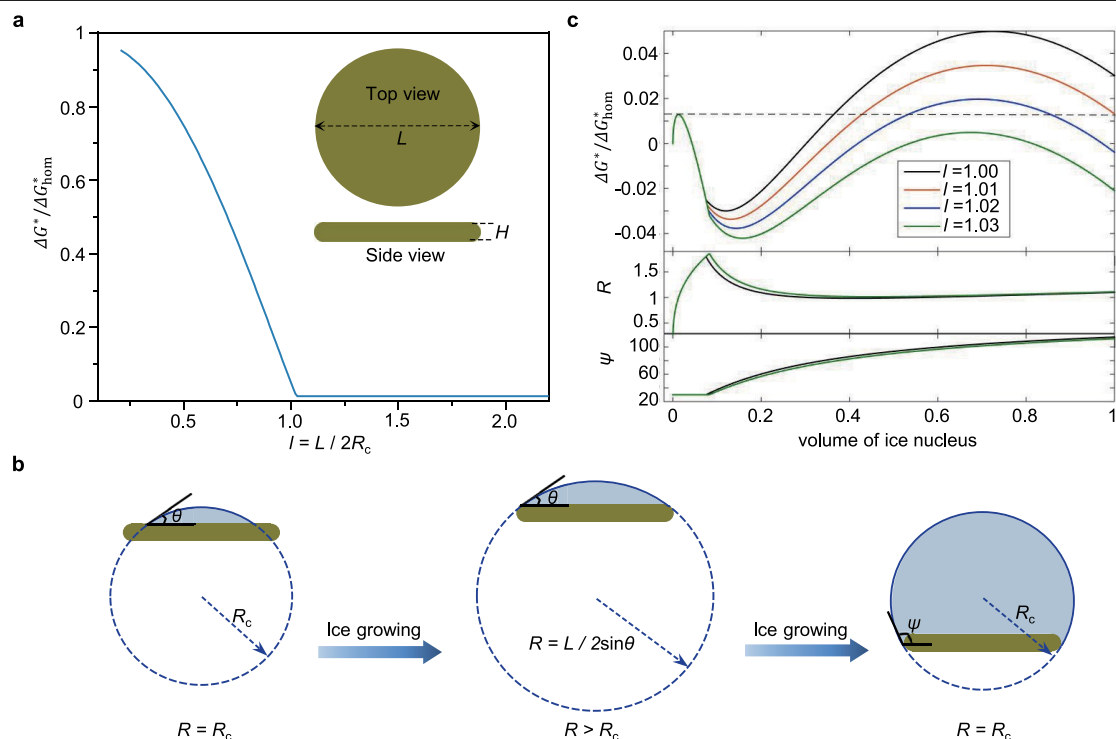 a
ΔG* / ΔG*hom
1
0.8
0.6
0.4
0.2
0
0.5
1.0
1.5
2.0
l = L / 2Rc
Top view
L
H
Side view
c
ΔG* / ΔG*hom
0.04
0.02
0
-0.02
-0.04
l =1.00
l =1.01
l =1.02
l =1.03
R
1.5
1
0.5
ψ
100
60
20
0
0.2
0.4
0.6
0.8
1
volume of ice nucleus
b
θ
Rc
R = Rc
Ice growing
θ
R = L / 2sinθ
R > Rc
Ice growing
ψ
Rc
R = Rc